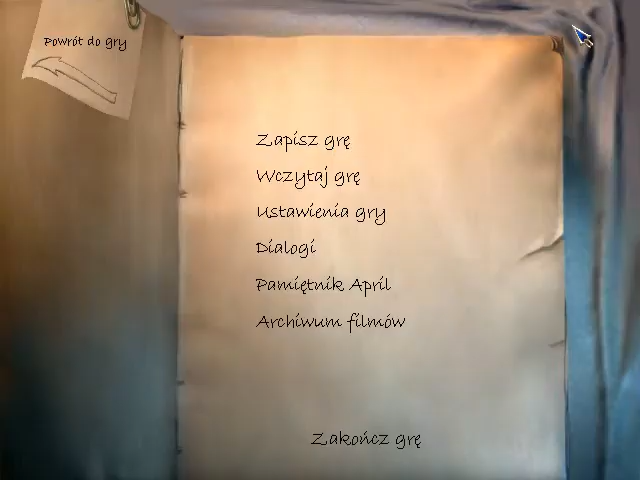 Powrót do gry
Zapisz grę
Wczytaj grę
Ustawienia gry
Dialogi
Pamiętnik April
Archiwum filmów
Zakończ grę